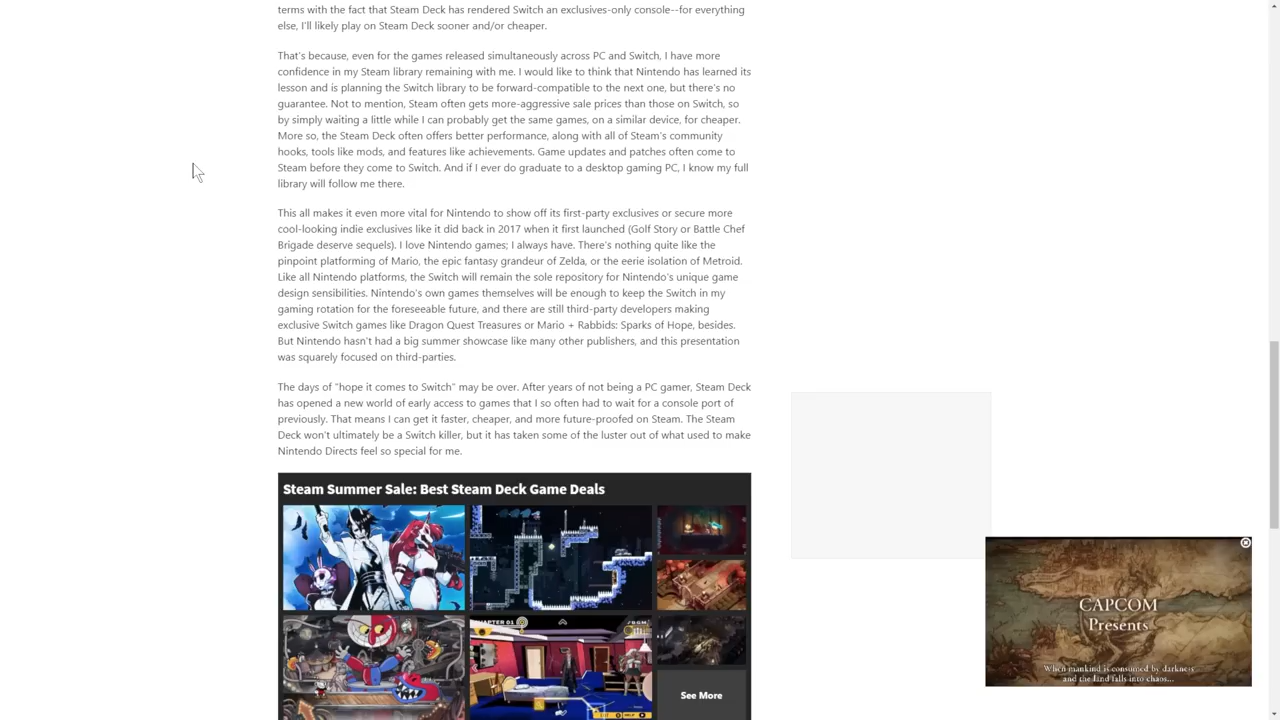 terms with the fact that Steam Deck has rendered Switch an exclusives-only console--for everything
else, I'll likely play on Steam Deck sooner and/or cheaper.
That's because, even for the games released simultaneously across PC and Switch, I have more
confidence in my Steam library remaining with me. I would like to think that Nintendo has learned its
lesson and is planning the Switch library to be forward-compatible to the next one, but there's no
guarantee. Not to mention, Steam often gets more-aggressive sale prices than those on Switch, so
by simply waiting a little while I can probably get the same games, on a similar device, for cheaper.
More so, the Steam Deck often offers better performance, along with all of Steam's community
hooks, tools like mods, and features like achievements. Game updates and patches often come to
Steam before they come to Switch. And if I ever do graduate to a desktop gaming PC, I know my full
library will follow me there.
This all makes it even more vital for Nintendo to show off its first-party exclusives or secure more
cool-looking indie exclusives like it did back in 2017 when it first launched (Golf Story or Battle Chef
Brigade deserve sequels). I love Nintendo games; I always have. There's nothing quite like the
pinpoint platforming of Mario, the epic fantasy grandeur of Zelda, or the eerie isolation of Metroid.
Like all Nintendo platforms, the Switch will remain the sole repository for Nintendo's unique game
design sensibilities. Nintendo's own games themselves will be enough to keep the Switch in my
gaming rotation for the foreseeable future, and there are still third-party developers making
exclusive Switch games like Dragon Quest Treasures or Mario + Rabbids: Sparks of Hope, besides.
But Nintendo hasn't had a big summer showcase like many other publishers, and this presentation
was squarely focused on third-parties.
The days of "hope it comes to Switch" may be over. After years of not being a PC gamer, Steam Deck
has opened a new world of early access to games that I so often had to wait for a console port of
previously. That means I can get it faster, cheaper, and more future-proofed on Steam. The Steam
Deck won't ultimately be a Switch killer, but it has taken some of the luster out of what used to make
Nintendo Directs feel so special for me.
Steam Summer Sale: Best Steam Deck Game Deals
CHAPTER 01
See More
CAPCOM
Presents
When mankind is consumed by darkness
and the land falls into chaos...